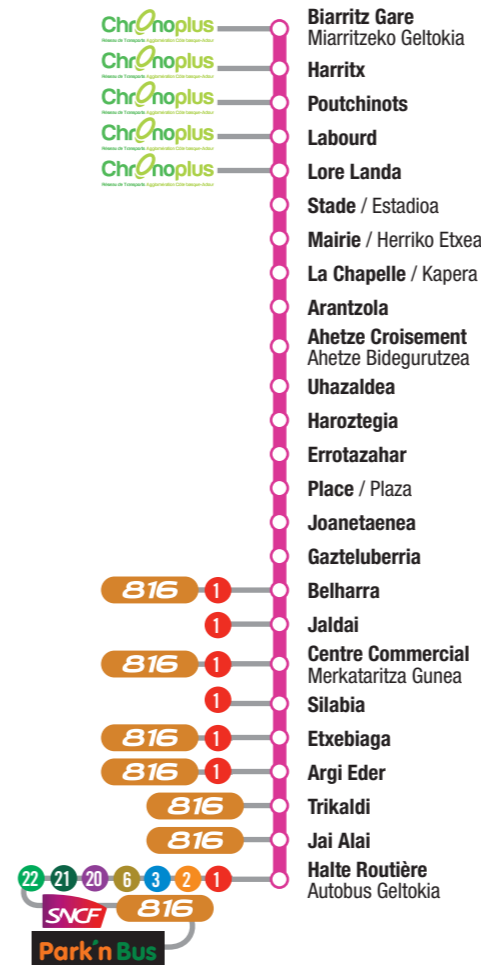 Chronoplus
Biarritz Gare
Miarritzeko Geltokia
Chronoplus
Harritx
Chronoplus
Poutchinots
Chronoplus
Labourd
Chronoplus
Lore Landa
Stade / Estadioa
Mairie / Herriko Etxea
La Chapelle / Kapera
Arantzola
Ahetze Croisement
Ahetze Bidegurutzea
Uhazaldea
Haroztegia
Errotazahar
Place / Plaza
Joanetaenea
Gazteluberria
816 1 Belharra
1 Jaldai
816 1 Centre Commercial
Merkataritza Gunea
1 Silabia
816 1 Etxebiaga
816 1 Argi Eder
816 Trikaldi
816 Jai Alai
22 21 20 6 3 2 1 Halte Routière
Autobus Geltokia
SNCF 816
Park'n Bus